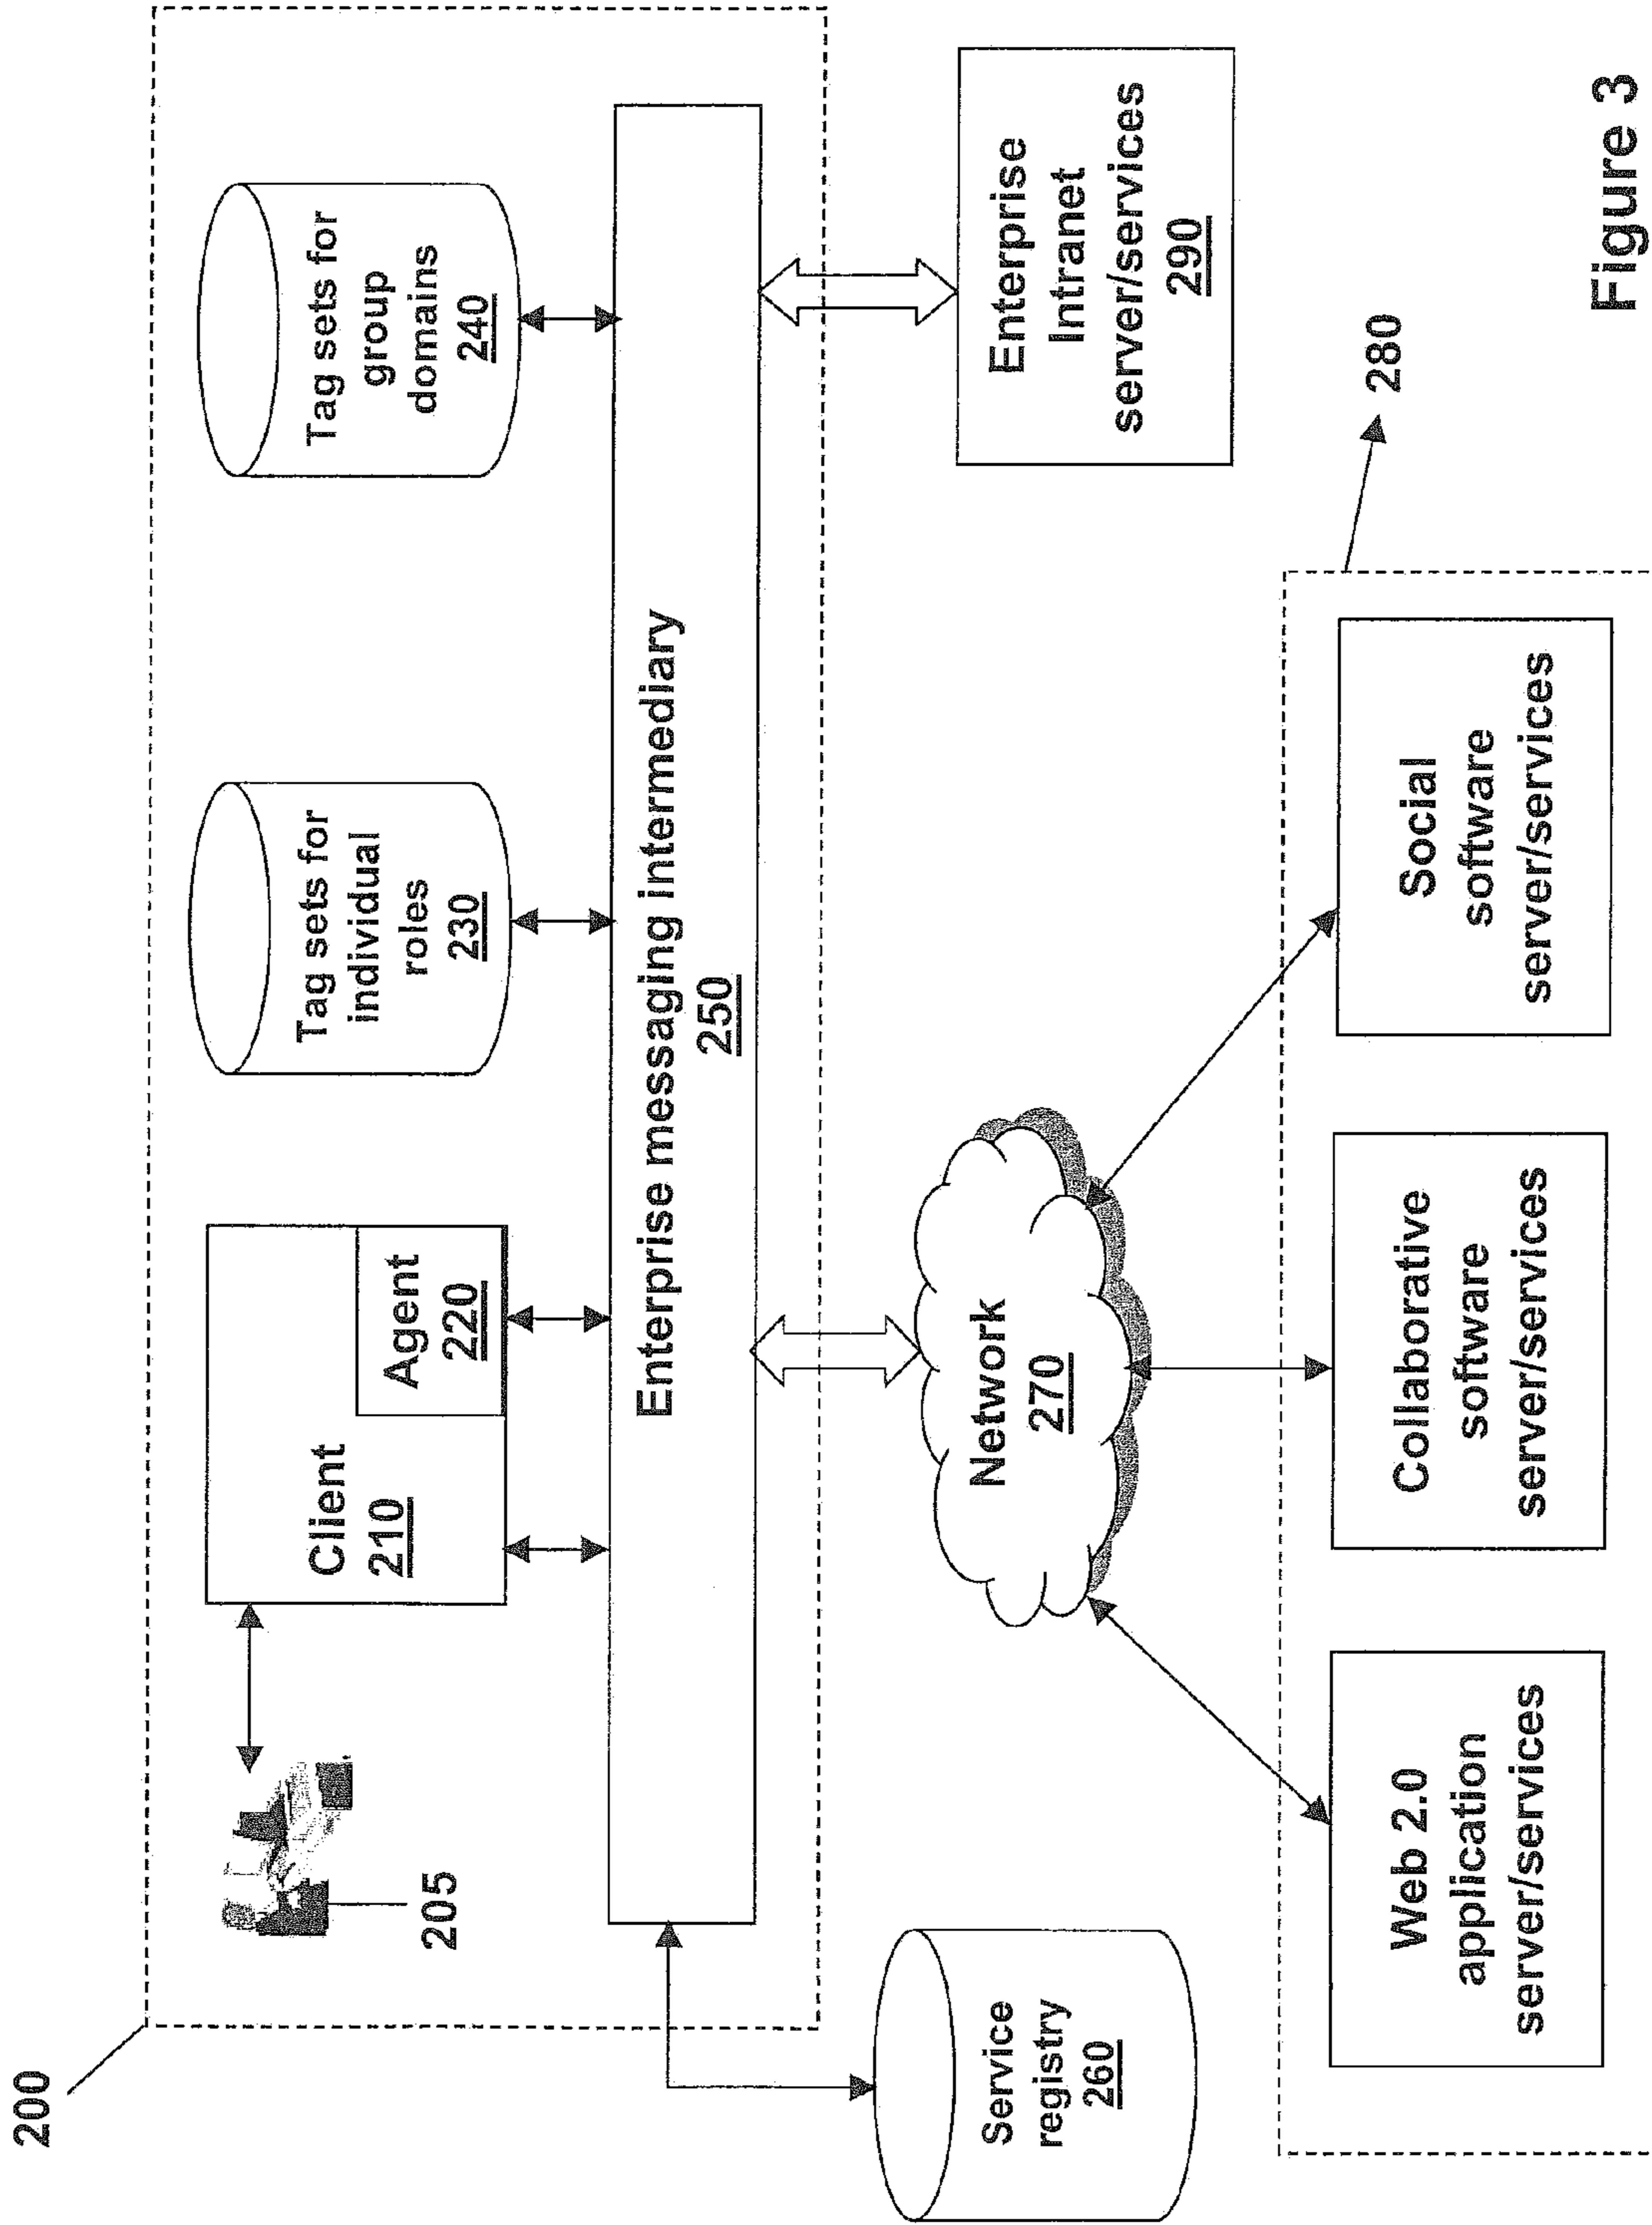 200
205
Client
210
Agent
220
Tag sets for
individual
roles
230
Tag sets for
group
domains
240
Enterprise messaging intermediary
250
Service
registry
260
Network
270
Enterprise
Intranet
server/services
290
280
Web 2.0
application
server/services
Collaborative
software
server/services
Social
software
server/services
Figure 3